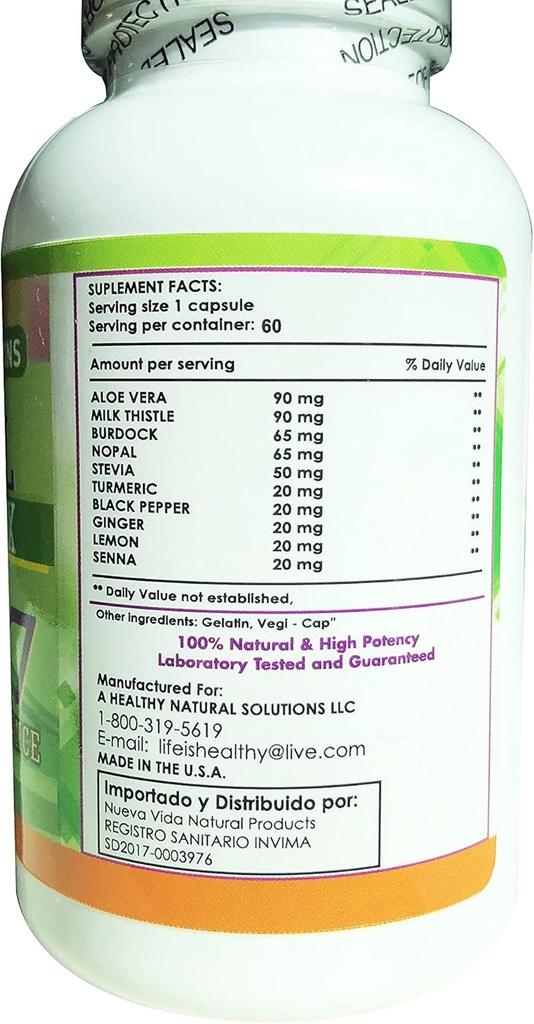 PROTECTION SEALED
SEALED
NOITCETION
SUPLEMENT FACTS:
Serving size 1 capsule
Serving per container: 60
Amount per serving % Daily Value
ALOE VERA 90 mg **
MILK THISTLE 90 mg **
BURDOCK 65 mg **
NOPAL 65 mg **
STEVIA 50 mg **
TURMERIC 20 mg **
BLACK PEPPER 20 mg **
GINGER 20 mg **
LEMON 20 mg **
SENNA 20 mg
** Daily Value not established,
Other ingredients: Gelatin, Vegi - Cap"
100% Natural & High Potency
Laboratory Tested and Guaranteed
Manufactured For:
A HEALTHY NATURAL SOLUTIONS LLC
1-800-319-5619
E-mail: lifeishealthy@live.com
MADE IN THE U.S.A.
Importado y Distribuido por:
Nueva Vida Natural Products
REGISTRO SANITARIO INVIMA
SD2017-0003976